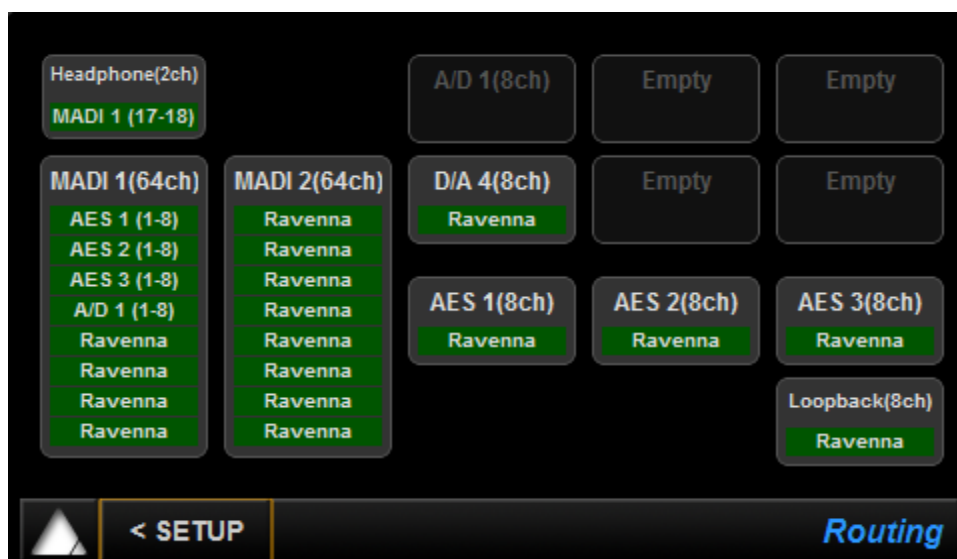 Headphone(2ch)
MADI 1 (17-18)
A/D 1(8ch)
Empty
Empty
MADI 1(64ch)
AES 1 (1-8)
AES 2 (1-8)
AES 3 (1-8)
A/D 1 (1-8)
Ravenna
Ravenna
Ravenna
Ravenna
MADI 2(64ch)
Ravenna
Ravenna
Ravenna
Ravenna
Ravenna
Ravenna
Ravenna
Ravenna
D/A 4(8ch)
Ravenna
Empty
Empty
AES 1(8ch)
Ravenna
AES 2(8ch)
Ravenna
AES 3(8ch)
Ravenna
Loopback(8ch)
Ravenna
< SETUP
Routing